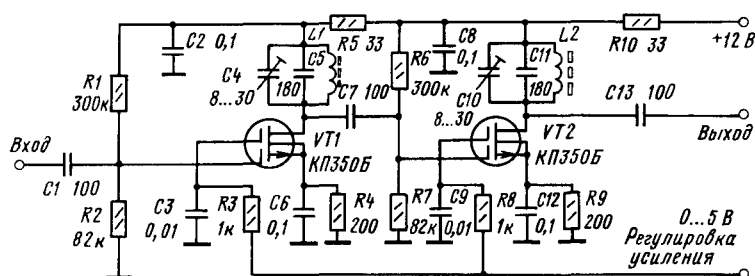 C2 0,1
L1
R5 33
C8
0,1
L2
R10 33
+12 В
R1
300к
C4
8...30
C5
180
C7 100
R6
300к
C10
8...30
C11
180
C13 100
Вход
C1 100
VT1
КП350Б
VT2
КП350Б
Выход
R2
82к
C3
0,01
R3
1к
C6
0,1
R4
200
R7
82к
C9
0,01
R8
1к
C12
0,1
R9
200
0...5 В
Регулировка
усиления